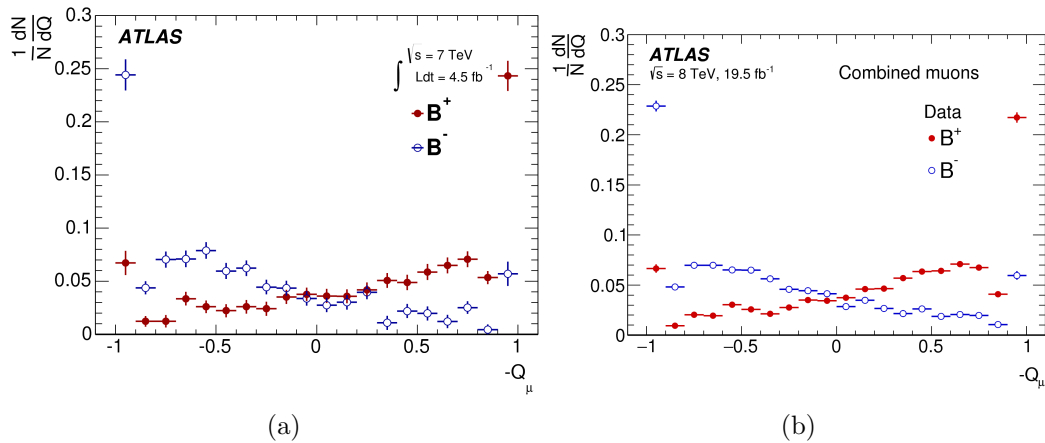 ATLAS
√s = 7 TeV
∫ Ldt = 4.5 fb⁻¹
B⁺
B⁻
1/N dN/dQ
0.3
0.25
0.2
0.15
0.1
0.05
0
-1 -0.5 0 0.5 1
-Q_μ
(a)
ATLAS
√s = 8 TeV, 19.5 fb⁻¹
Combined muons
Data
B⁺
B⁻
1/N dN/dQ
0.3
0.25
0.2
0.15
0.1
0.05
0
−1 −0.5 0 0.5 1
-Q_μ
(b)